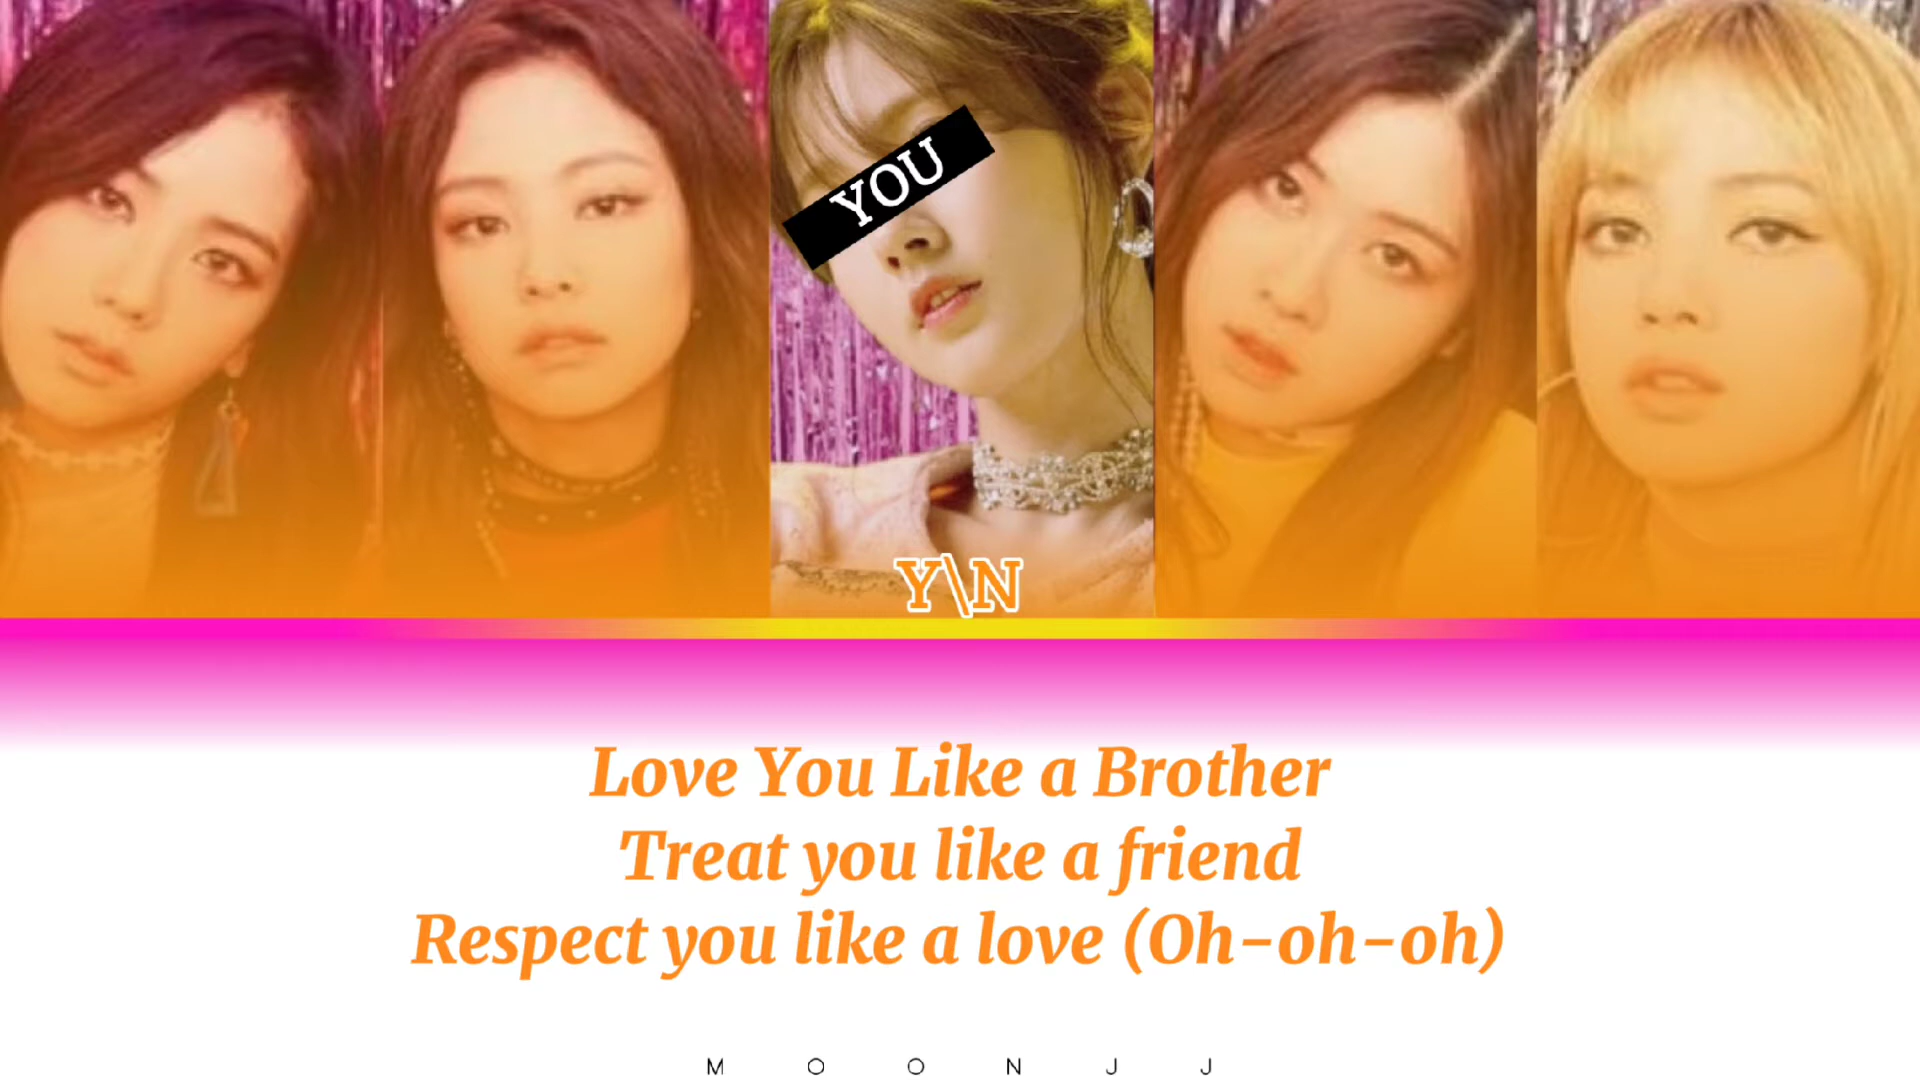 YOU
Y\N
Love You Like a Brother
Treat you like a friend
Respect you like a love (Oh-oh-oh)
M O O N J J